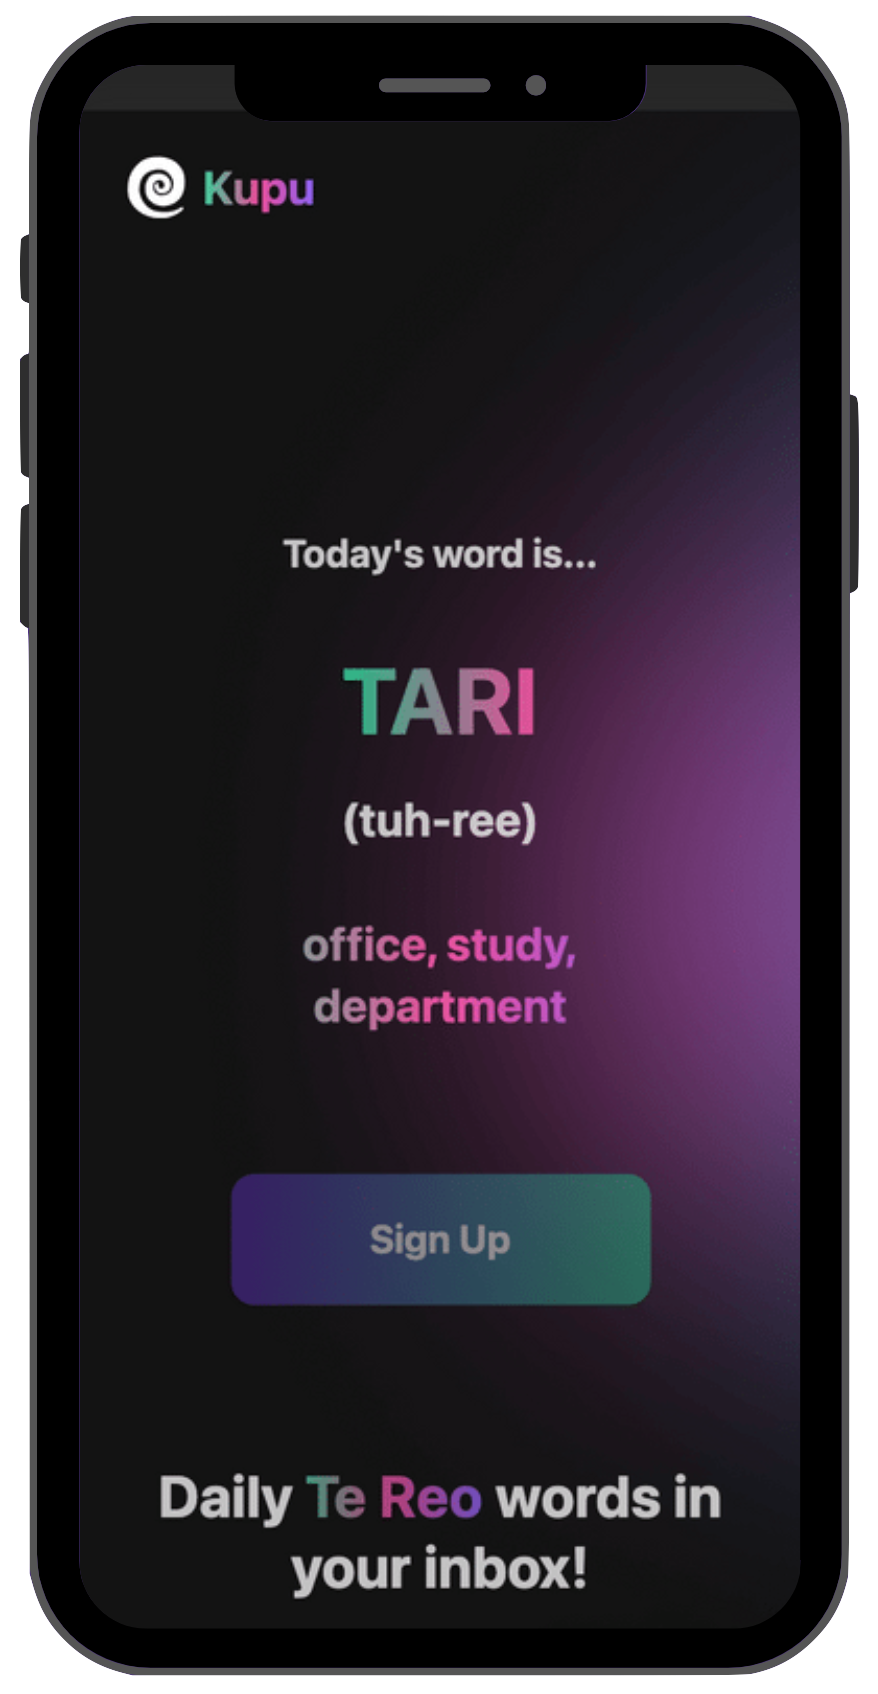 Kupu
Today's word is...
TARI
(tuh-ree)
office, study,
department
Sign Up
Daily Te Reo words in
your inbox!